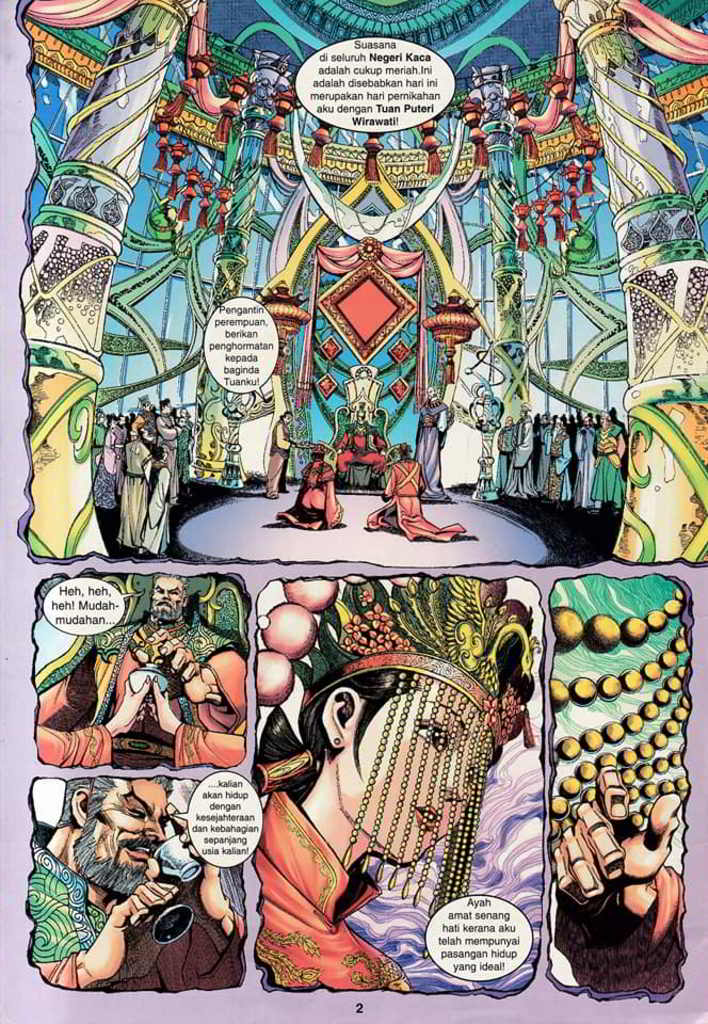 Suasana
di seluruh Negeri Kaca
adalah cukup meriah.Ini
adalah disebabkan hari ini
merupakan hari pernikahan
aku dengan Tuan Puteri
Wirawati!
Pengantin
perempuan,
berikan
penghormatan
kepada
baginda
Tuanku!
Heh, heh,
heh! Mudah-
mudahan...
....kalian
akan hidup
dengan
kesejahteraan
dan kebahagian
sepanjang
usia kalian!
Ayah
amat senang
hati kerana aku
telah mempunyai
pasangan hidup
yang ideal!
2